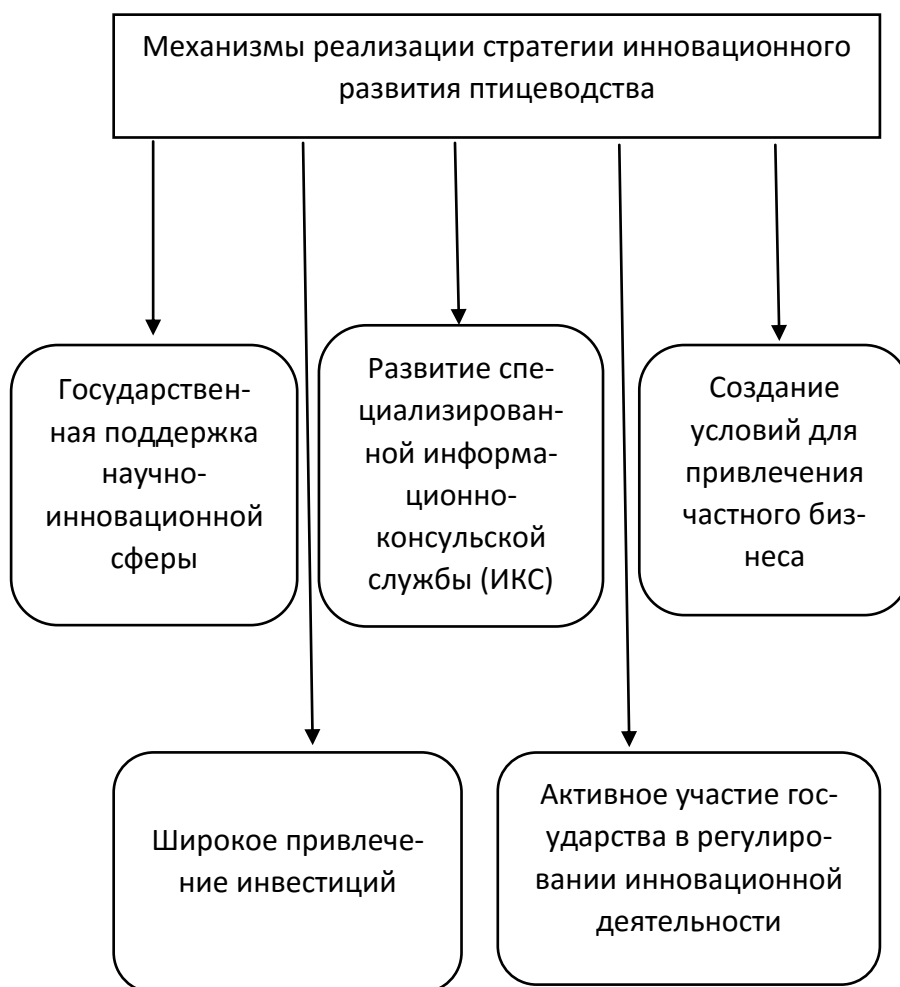 Механизмы реализации стратегии инновационного
развития птицеводства
Государствен-
ная поддержка
научно-
инновационной
сферы
Развитие спе-
циализирован-
ной информа-
ционно-
консульской
службы (ИКС)
Создание
условий для
привлечения
частного биз-
неса
Широкое привлече-
ние инвестиций
Активное участие гос-
ударства в регулиро-
вании инновационной
деятельности